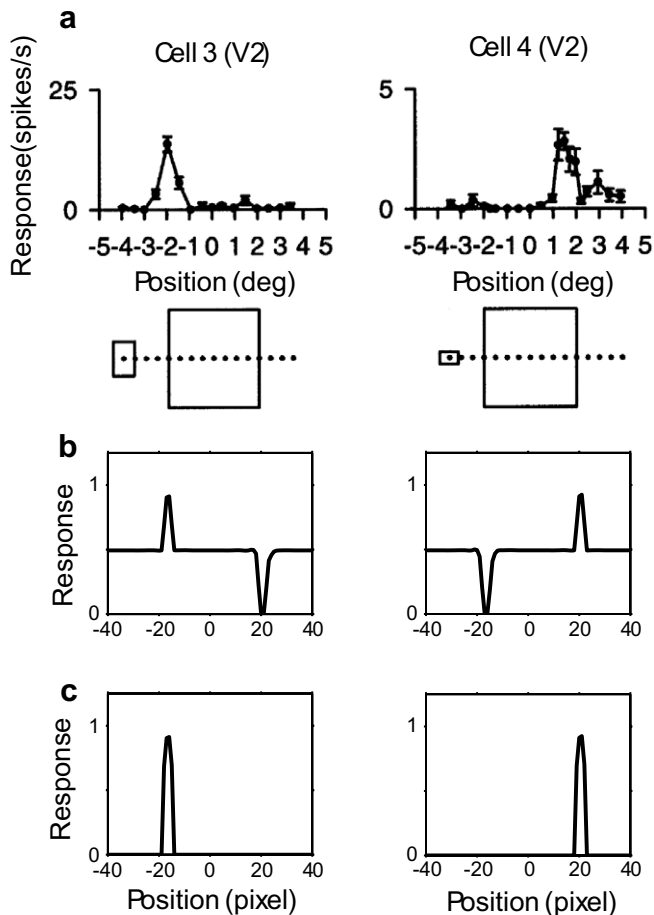 a
Cell 3 (V2)
Cell 4 (V2)
Response(spikes/s)
25
0
-5-4-3-2-1 0 1 2 3 4 5
Position (deg)
5
0
-5-4-3-2-1 0 1 2 3 4 5
Position (deg)
b
Response
1
0
-40 -20 0 20 40
1
0
-40 -20 0 20 40
c
Response
1
0
-40 -20 0 20 40
Position (pixel)
1
0
-40 -20 0 20 40
Position (pixel)